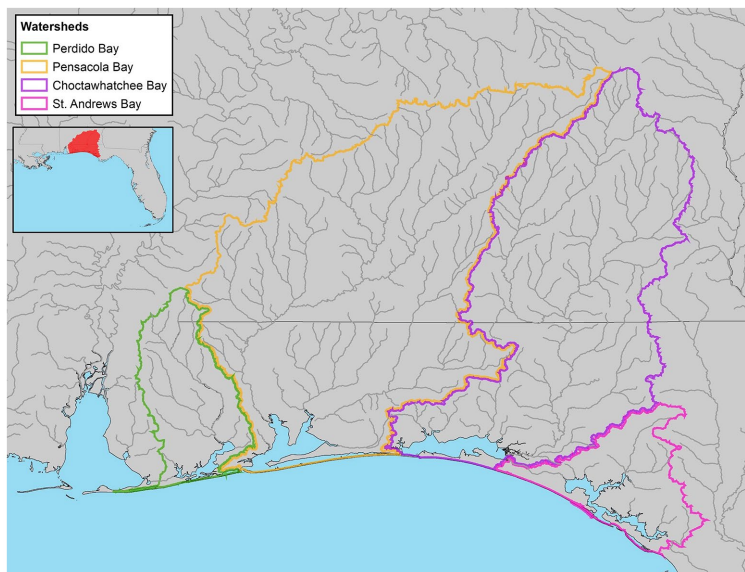 Watersheds
Perdido Bay
Pensacola Bay
Choctawhatchee Bay
St. Andrews Bay